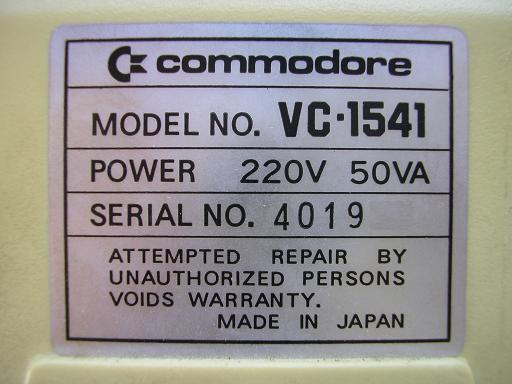 commodore
MODEL NO. VC·1541
POWER 220V 50VA
SERIAL NO. 4019
ATTEMPTED REPAIR BY
UNAUTHORIZED PERSONS
VOIDS WARRANTY.
MADE IN JAPAN